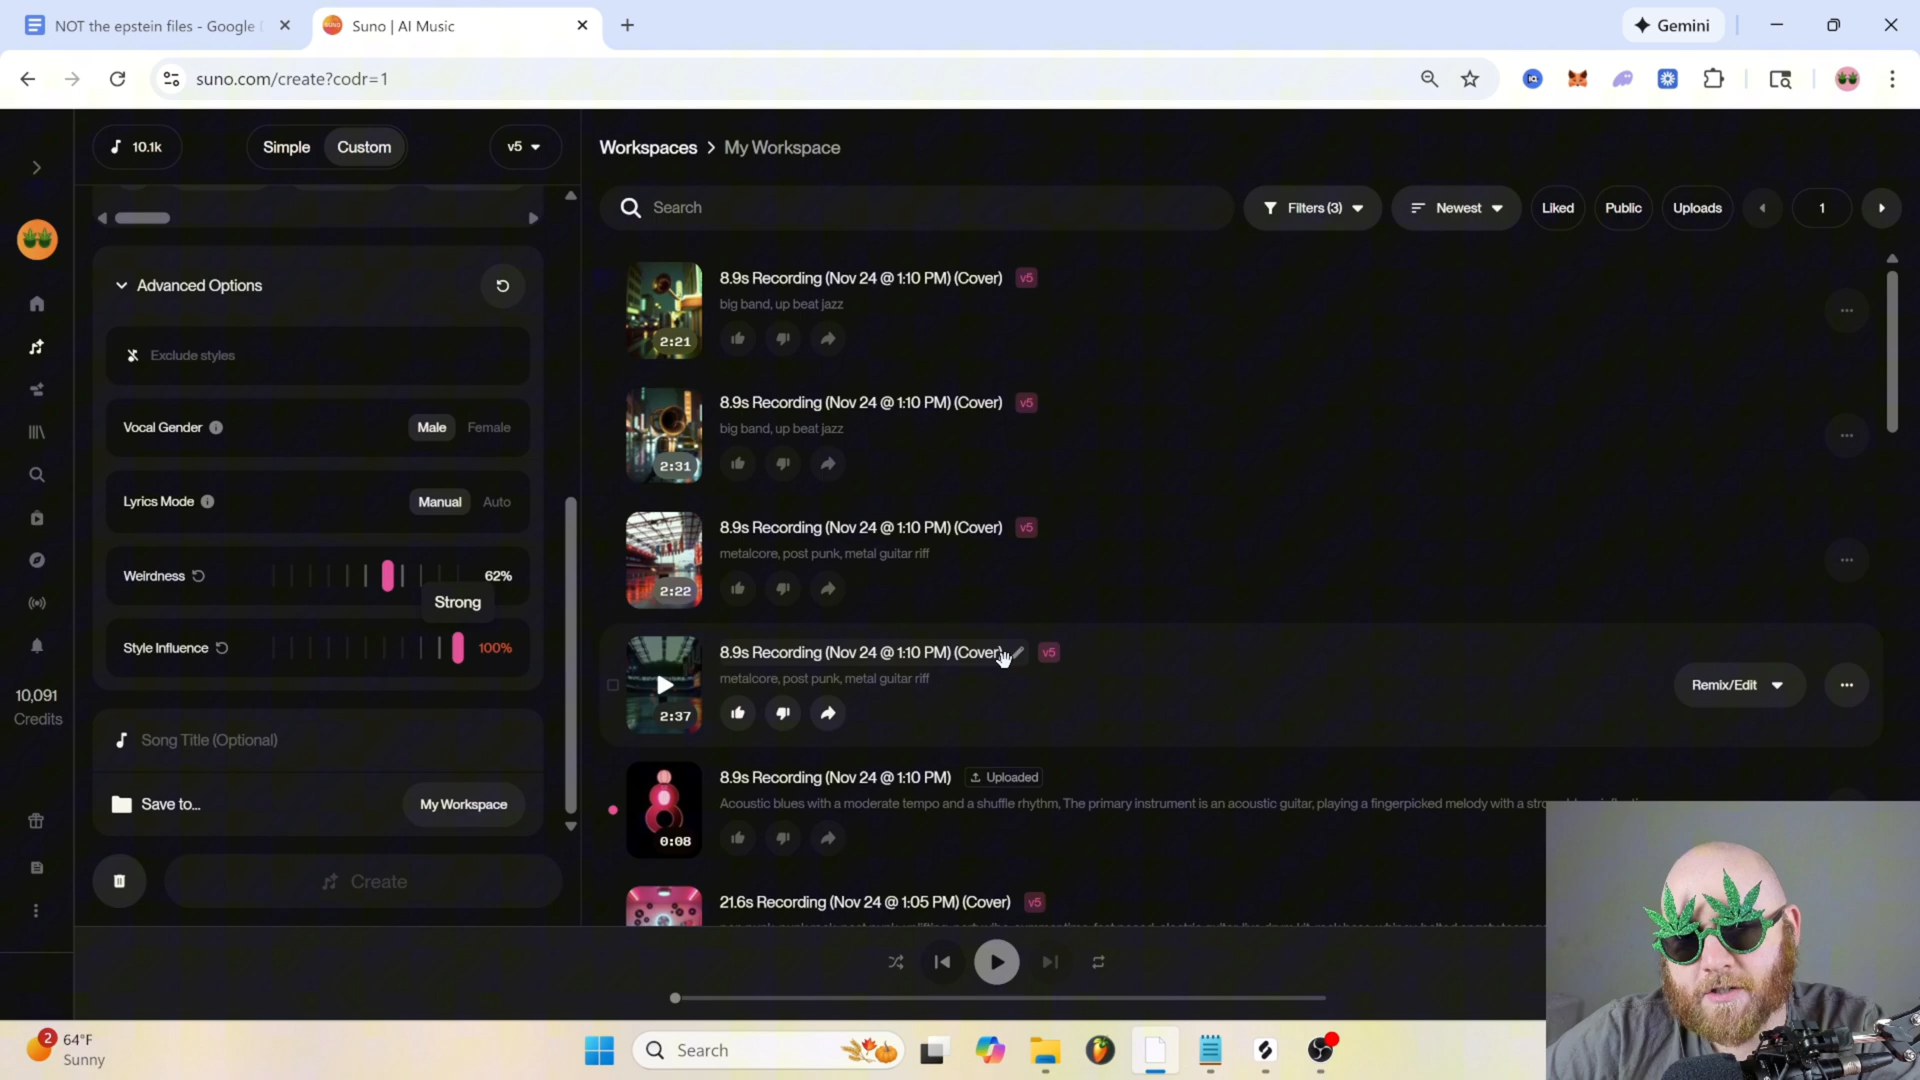 NOT the epstein files - Google
Suno | AI Music
Gemini
suno.com/create?codr=1
10.1k
Simple
Custom
v5
Workspaces > My Workspace
Search
Filters (3)
Newest
Liked
Public
Uploads
1
Advanced Options
Exclude styles
Vocal Gender
Male
Female
Lyrics Mode
Manual
Auto
Weirdness
62%
Strong
Style Influence
100%
Song Title (Optional)
Save to...
My Workspace
Create
10,091
Credits
8.9s Recording (Nov 24 @ 1:10 PM) (Cover) v5
big band, up beat jazz
2:21
8.9s Recording (Nov 24 @ 1:10 PM) (Cover) v5
big band, up beat jazz
2:31
8.9s Recording (Nov 24 @ 1:10 PM) (Cover) v5
metalcore, post punk, metal guitar riff
2:22
8.9s Recording (Nov 24 @ 1:10 PM) (Cover) v5
metalcore, post punk, metal guitar riff
2:37
Remix/Edit
8.9s Recording (Nov 24 @ 1:10 PM) Uploaded
Acoustic blues with a moderate tempo and a shuffle rhythm, The primary instrument is an acoustic guitar, playing a fingerpicked melody with a
0:08
21.6s Recording (Nov 24 @ 1:05 PM) (Cover) v5
2
64°F
Sunny
Search